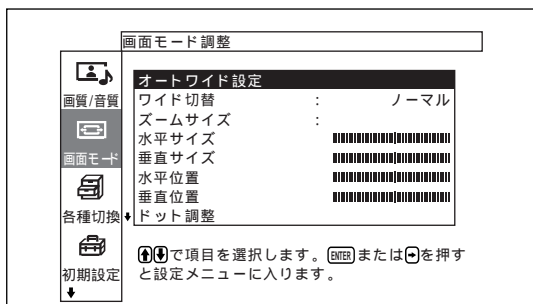 画面モード調整
画質/音質
画面モード
各種切換
初期設定
オートワイド設定
ワイド切替 : ノーマル
ズームサイズ :
水平サイズ
垂直サイズ
水平位置
垂直位置
ドット調整
で項目を選択します。ENTERまたは を押す
と設定メニューに入ります。